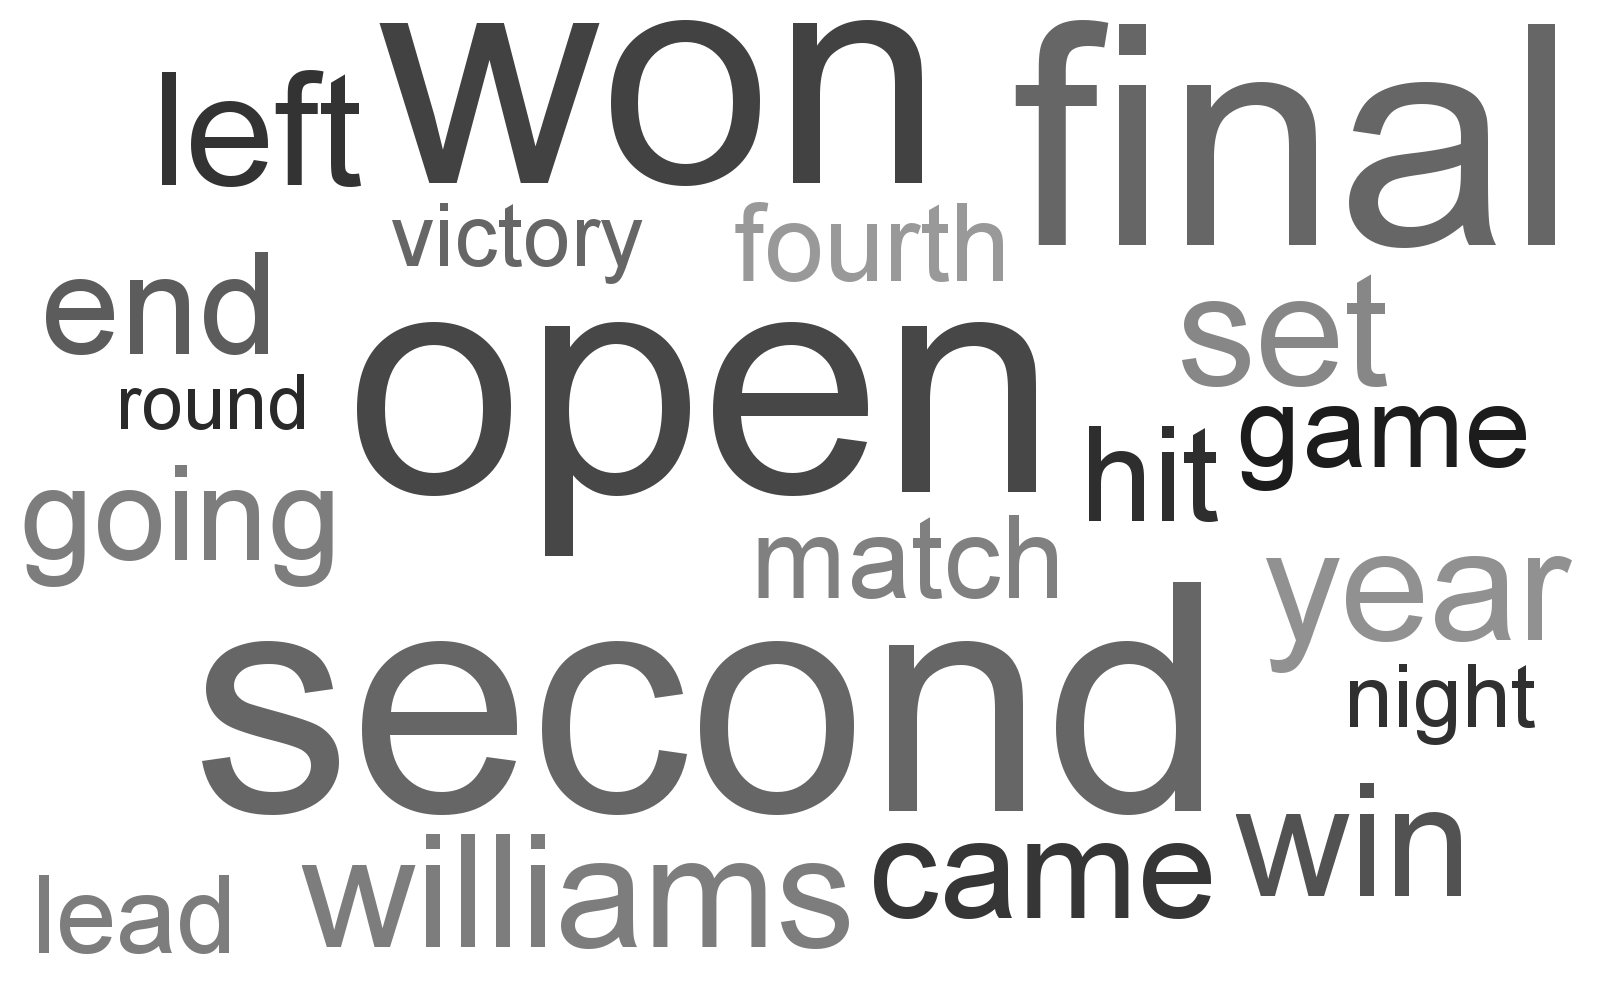 won
final
left
victory
fourth
end
open
set
round
game
hit
going
match
year
second
night
win
williams
came
lead